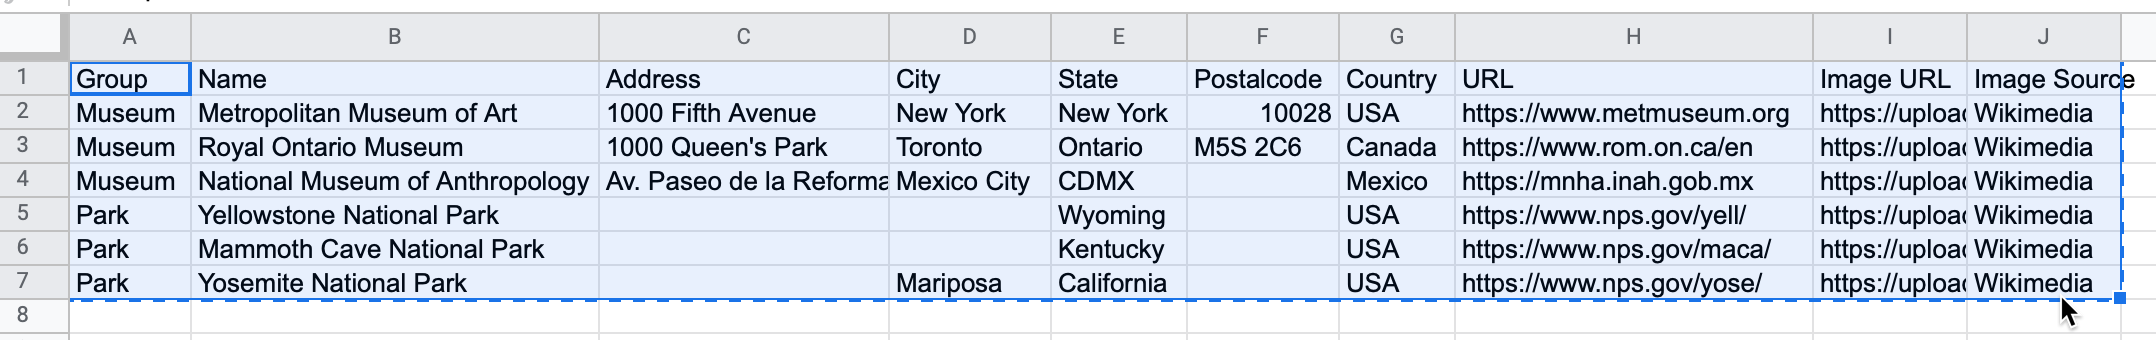 A B C D E F G H I J
1 Group Name Address City State Postalcode Country URL Image URL Image Source
2 Museum Metropolitan Museum of Art 1000 Fifth Avenue New York New York 10028 USA https://www.metmuseum.org https://uploa Wikimedia
3 Museum Royal Ontario Museum 1000 Queen's Park Toronto Ontario M5S 2C6 Canada https://www.rom.on.ca/en https://uploa Wikimedia
4 Museum National Museum of Anthropology Av. Paseo de la Reforma Mexico City CDMX Mexico https://mnha.inah.gob.mx https://uploa Wikimedia
5 Park Yellowstone National Park Wyoming USA https://www.nps.gov/yell/ https://uploa Wikimedia
6 Park Mammoth Cave National Park Kentucky USA https://www.nps.gov/maca/ https://uploa Wikimedia
7 Park Yosemite National Park Mariposa California USA https://www.nps.gov/yose/ https://uploa Wikimedia
8